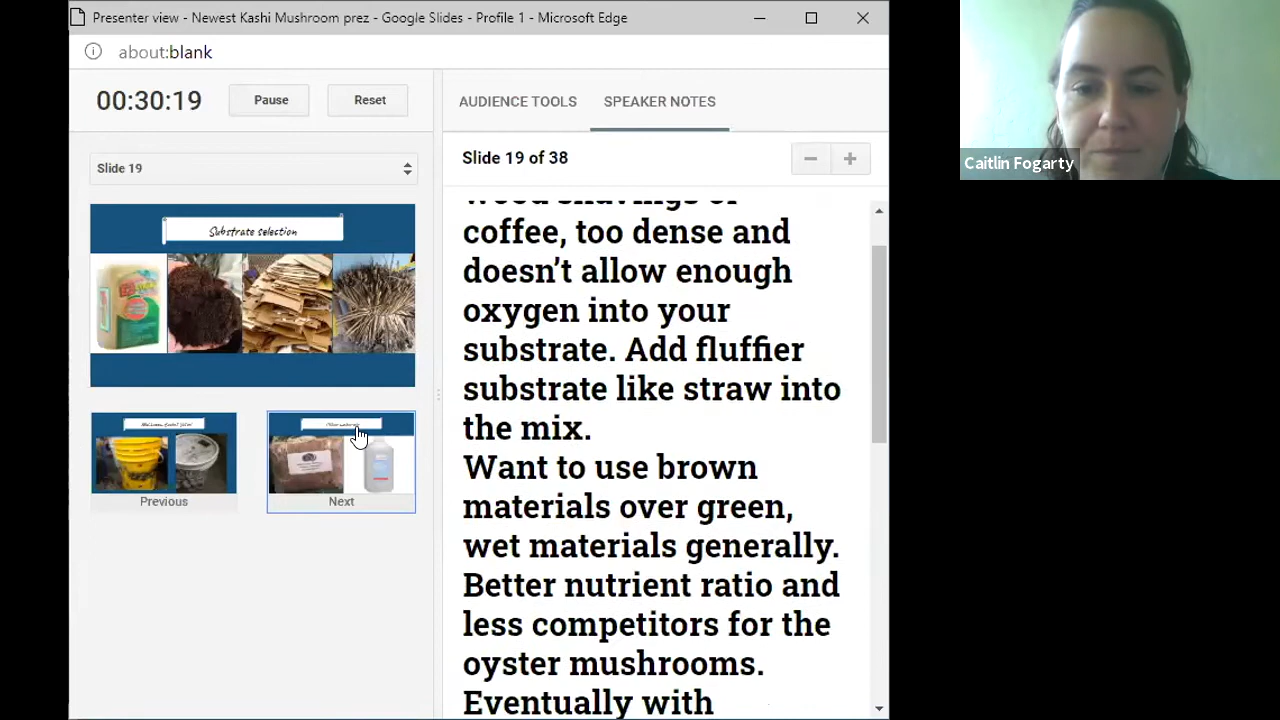 Presenter view - Newest Kashi Mushroom prez - Google Slides - Profile 1 - Microsoft Edge
about:blank
00:30:19
Pause
Reset
AUDIENCE TOOLS
SPEAKER NOTES
Slide 19
Slide 19 of 38
Substrate selection
Previous
Next
coffee, too dense and
doesn’t allow enough
oxygen into your
substrate. Add fluffier
substrate like straw into
the mix.
Want to use brown
materials over green,
wet materials generally.
Better nutrient ratio and
less competitors for the
oyster mushrooms.
Eventually with
Caitlin Fogarty